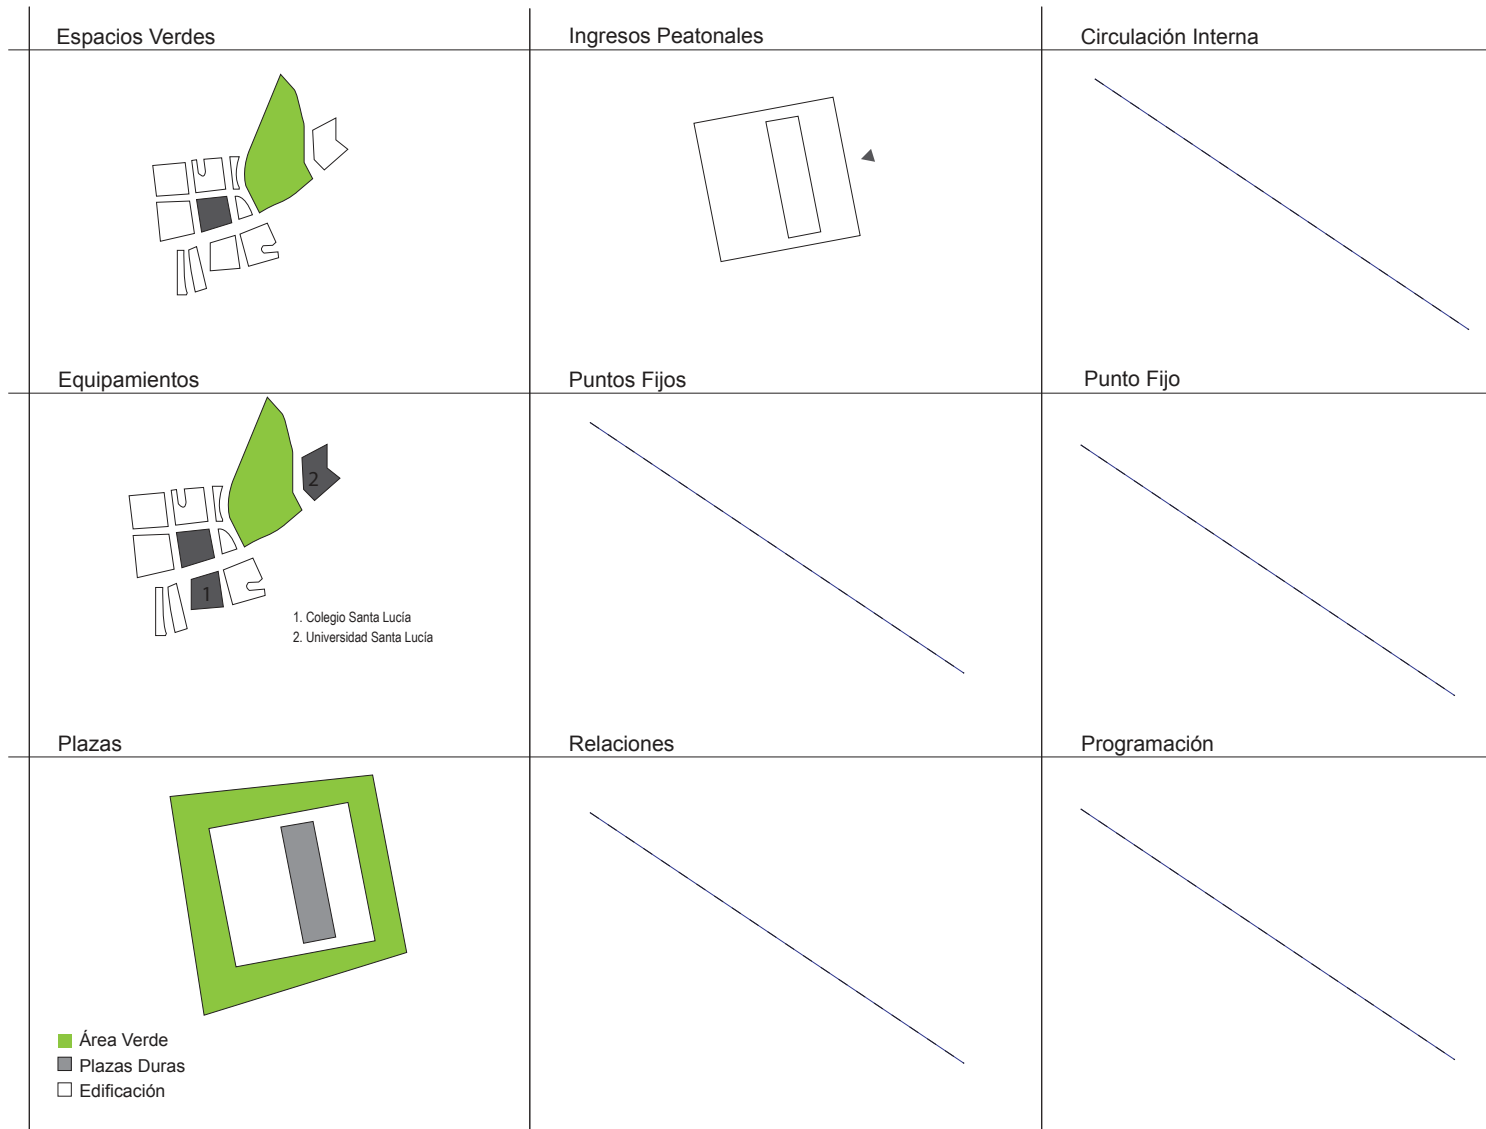 Espacios Verdes
Ingresos Peatonales
Circulación Interna
Equipamientos
Puntos Fijos
Punto Fijo
2
1
1. Colegio Santa Lucía
2. Universidad Santa Lucía
Plazas
Relaciones
Programación
Área Verde
Plazas Duras
Edificación